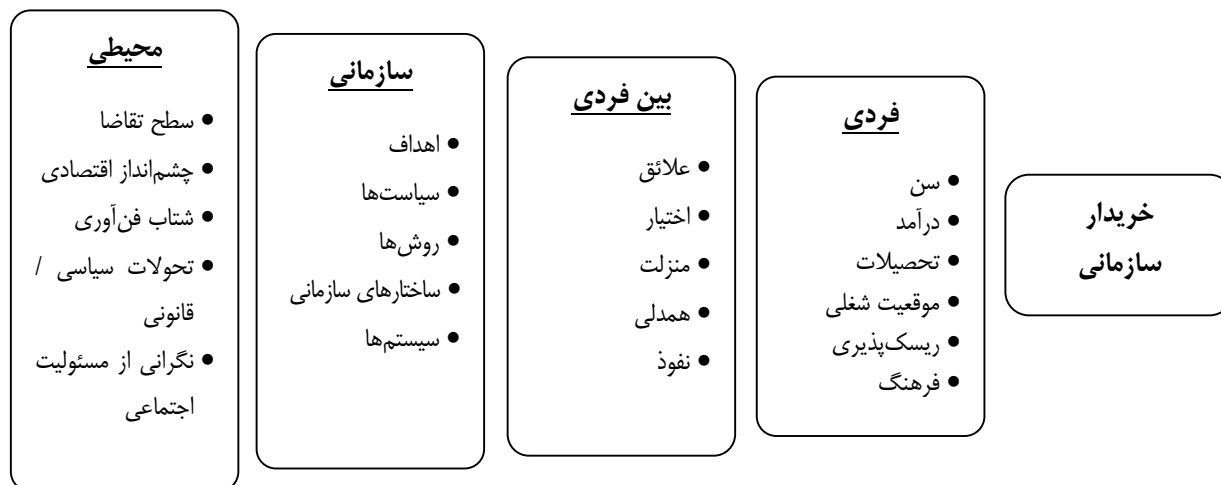 محیطی
• سطح تقاضا
• چشم‌انداز اقتصادی
• شتاب فن‌آوری
• تحولات سیاسی /
قانونی
• نگرانی از مسئولیت
اجتماعی
سازمانی
• اهداف
• سیاست‌ها
• روش‌ها
• ساختارهای سازمانی
• سیستم‌ها
بین فردی
• علائق
• اختیار
• منزلت
• همدلی
• نفوذ
فردی
• سن
• درآمد
• تحصیلات
• موقعیت شغلی
• ریسک‌پذیری
• فرهنگ
خریدار
سازمانی